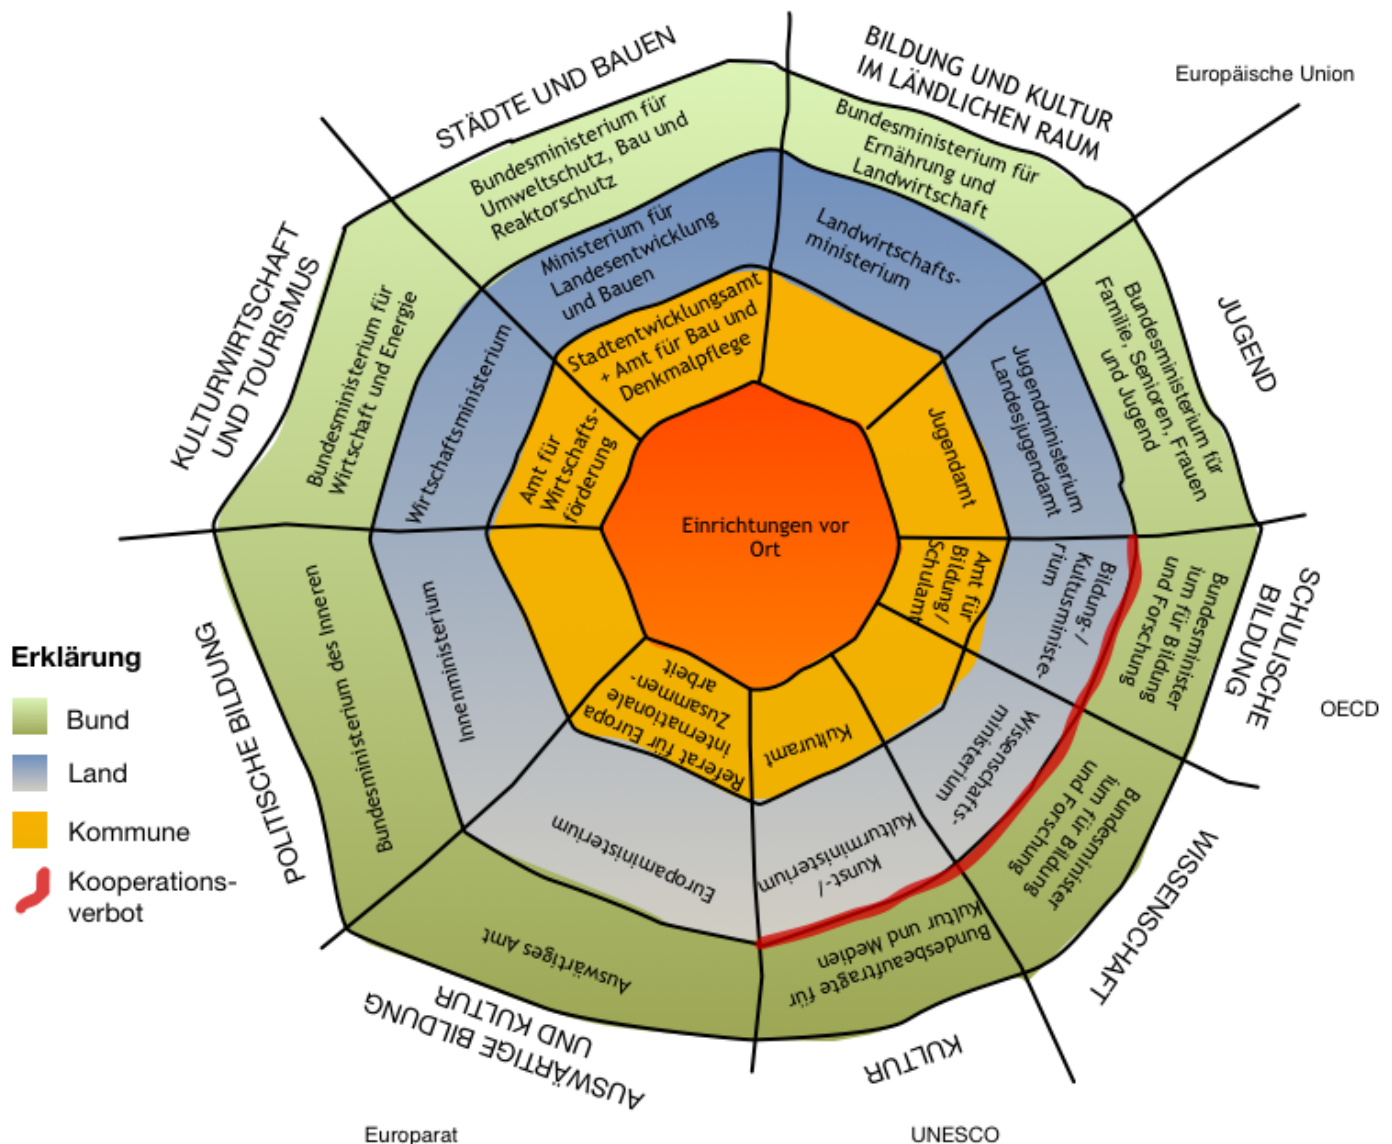 STÄDTE UND BAUEN
Bundesministerium für
Umweltschutz, Bau und
Reaktorschutz
Ministerium für
Landesentwicklung
und Bauen
Stadtentwicklungsamt
+ Amt für Bau und
Denkmalpflege
BILDUNG UND KULTUR
IM LÄNDLICHEN RAUM
Bundesministerium für
Ernährung und
Landwirtschaft
Landwirtschafts-
ministerium
Europäische Union
JUGEND
Bundesministerium für
Familie, Senioren, Frauen
und Jugend
Jugendministerium
Landesjugendamt
Jugendamt
SCHULISCHE
BILDUNG
Bundesminister
ium für Bildung
und Forschung
Bildung-/
Kultusministe-
rium
Amt für
Bildung/
Schulamt
OECD
WISSENSCHAFT
Bundesminister
ium für Bildung
und Forschung
Wissenschafts-
ministerium
KULTUR
Bundesbeauftragte für
Kultur und Medien
Kunst-/
Kulturministerium
Kulturamt
UNESCO
AUSWÄRTIGE BILDUNG
UND KULTUR
Auswärtiges Amt
Europaministerium
Referat für Europa
internationale
Zusammen-
arbeit
Europarat
POLITISCHE BILDUNG
Bundesministerium des Inneren
Innenministerium
KULTURWIRTSCHAFT
UND TOURISMUS
Bundesministerium für
Wirtschaft und Energie
Wirtschaftsministerium
Amt für
Wirtschafts-
förderung
Einrichtungen vor
Ort
Erklärung
Bund
Land
Kommune
Kooperations-
verbot